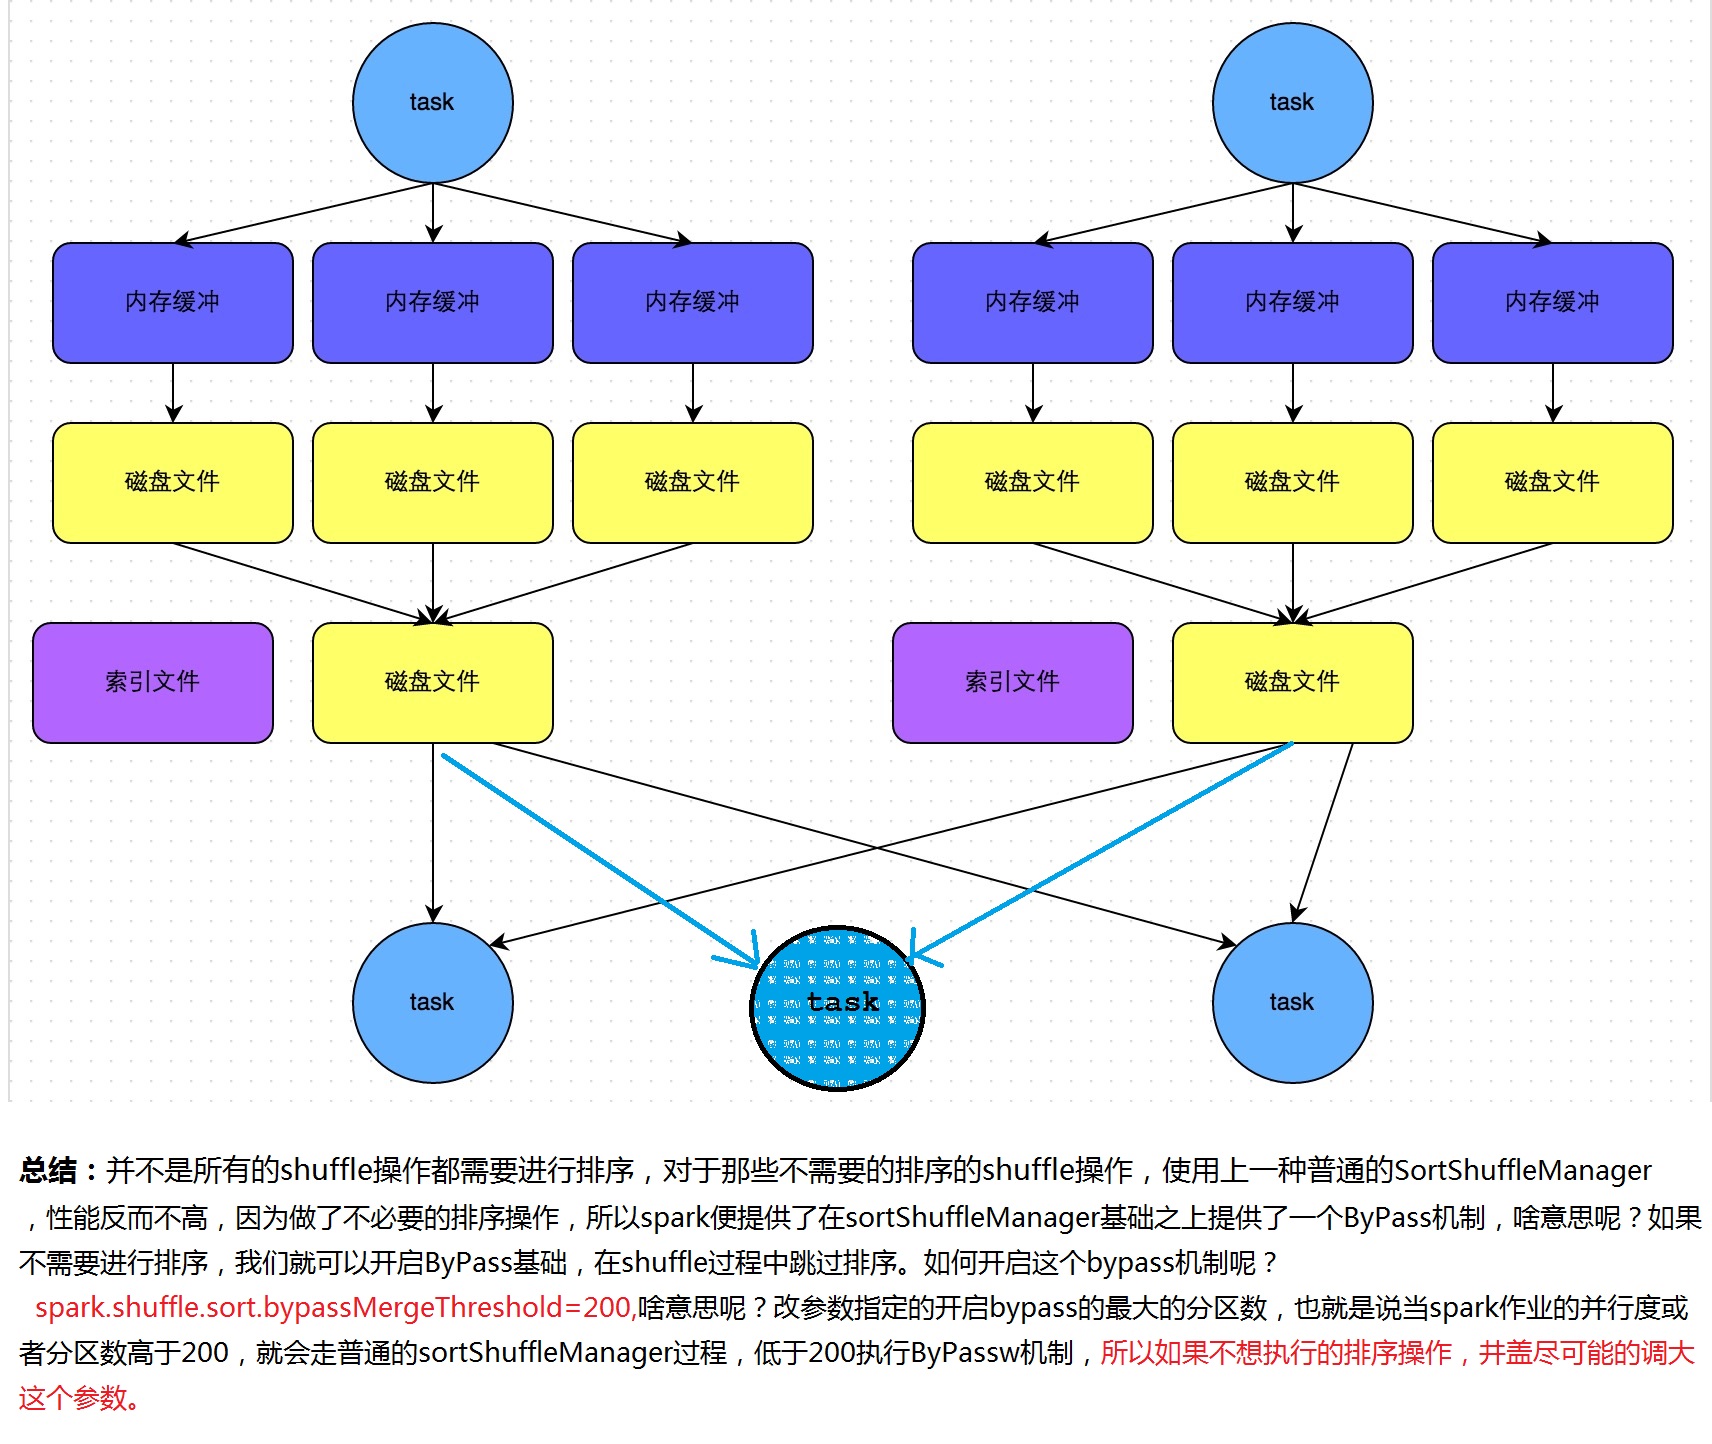 task
task
内存缓冲
内存缓冲
内存缓冲
内存缓冲
内存缓冲
内存缓冲
磁盘文件
磁盘文件
磁盘文件
磁盘文件
磁盘文件
磁盘文件
索引文件
磁盘文件
索引文件
磁盘文件
task
task
task
总结：并不是所有的shuffle操作都需要进行排序，对于那些不需要的排序的shuffle操作，使用上一种普通的SortShuffleManager
，性能反而不高，因为做了不必要的排序操作，所以spark便提供了在sortShuffleManager基础之上提供了一个ByPass机制，啥意思呢？如果
不需要进行排序，我们就可以开启ByPass基础，在shuffle过程中跳过排序。如何开启这个bypass机制呢？
spark.shuffle.sort.bypassMergeThreshold=200,啥意思呢？改参数指定的开启bypass的最大的分区数，也就是说当spark作业的并行度或
者分区数高于200，就会走普通的sortShuffleManager过程，低于200执行ByPassw机制，所以如果不想执行的排序操作，井盖尽可能的调大
这个参数。